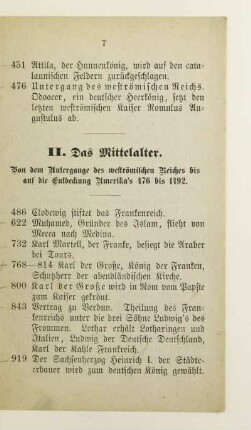 7
451 Attila, der Hunnenkönig, wird auf den cata-
launischen Feldern zurückgeschlagen.
476 Untergang des weströmischen Reichs.
Odoacer, ein deutscher Heerkönig, setzt den
letzten weströmischen Kaiser Romulus Au-
gustulus ab.
II. Das Mittelalter.
Von dem Untergange des weströmischen Reiches bis
auf die Entdeckung Amerika's 476 bis 1492.
486 Clodewig stiftet das Frankenreich.
622 Muhamed, Gründer des Islam, flieht von
Mecca nach Medina.
732 Karl Martell, der Franke, besiegt die Araber
bei Tours.
768—814 Karl der Große, König der Franken,
Schutzherr der abendländischen Kirche.
800 Karl der Große wird in Rom vom Papste
zum Kaiser gekrönt.
843 Vertrag zu Verdun. Theilung des Fran-
kenreichs unter die drei Söhne Ludwig's des
Frommen. Lothar erhält Lotharingen und
Italien, Ludwig der Deutsche Deutschland,
Karl der Kahle Frankreich.
919 Der Sachsenherzog Heinrich I. der Städte-
erbauer wird zum deutschen König gewählt.